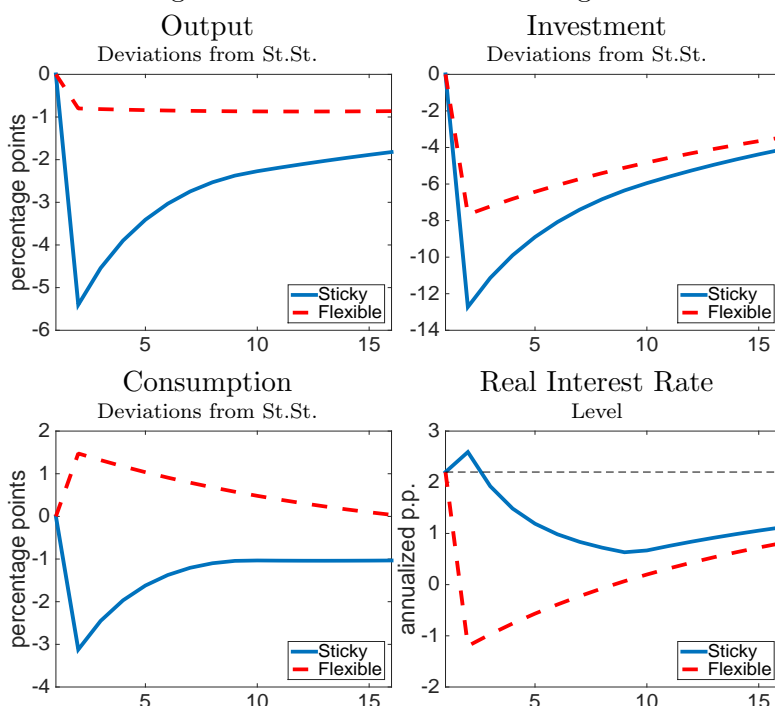 Output
Deviations from St.St.
0
-1
-2
-3
-4
-5
-6
percentage points
5
10
15
Sticky
Flexible
Investment
Deviations from St.St.
0
-2
-4
-6
-8
-10
-12
-14
5
10
15
Sticky
Flexible
Consumption
Deviations from St.St.
2
1
0
-1
-2
-3
-4
percentage points
5
10
15
Sticky
Flexible
Real Interest Rate
Level
3
2
1
0
-1
-2
annualized p.p.
5
10
15
Sticky
Flexible